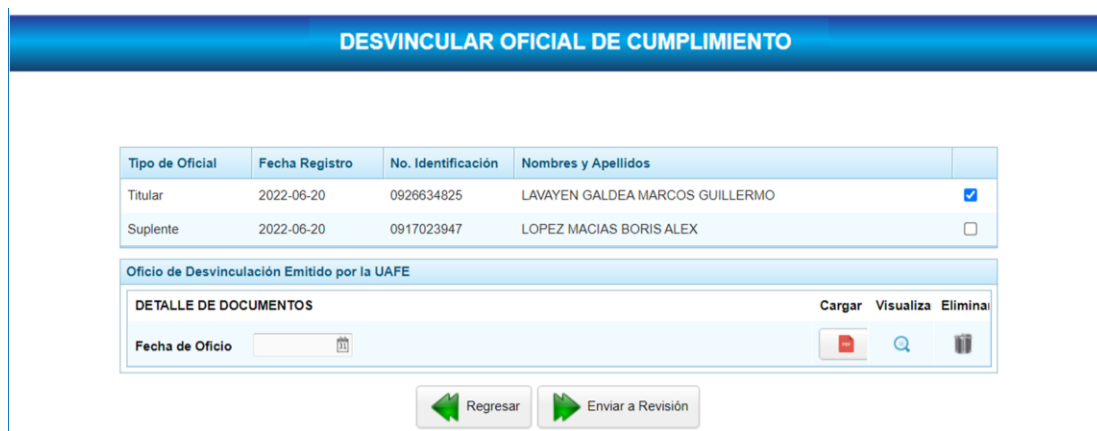 DESVINCULAR OFICIAL DE CUMPLIMIENTO
Tipo de Oficial Fecha Registro No. Identificación Nombres y Apellidos
Titular 2022-06-20 0926634825 LAVAYEN GALDEA MARCOS GUILLERMO
Suplente 2022-06-20 0917023947 LOPEZ MACIAS BORIS ALEX
Oficio de Desvinculación Emitido por la UAFE
DETALLE DE DOCUMENTOS Cargar Visualiza Elimina
Fecha de Oficio 31
Regresar Enviar a Revisión